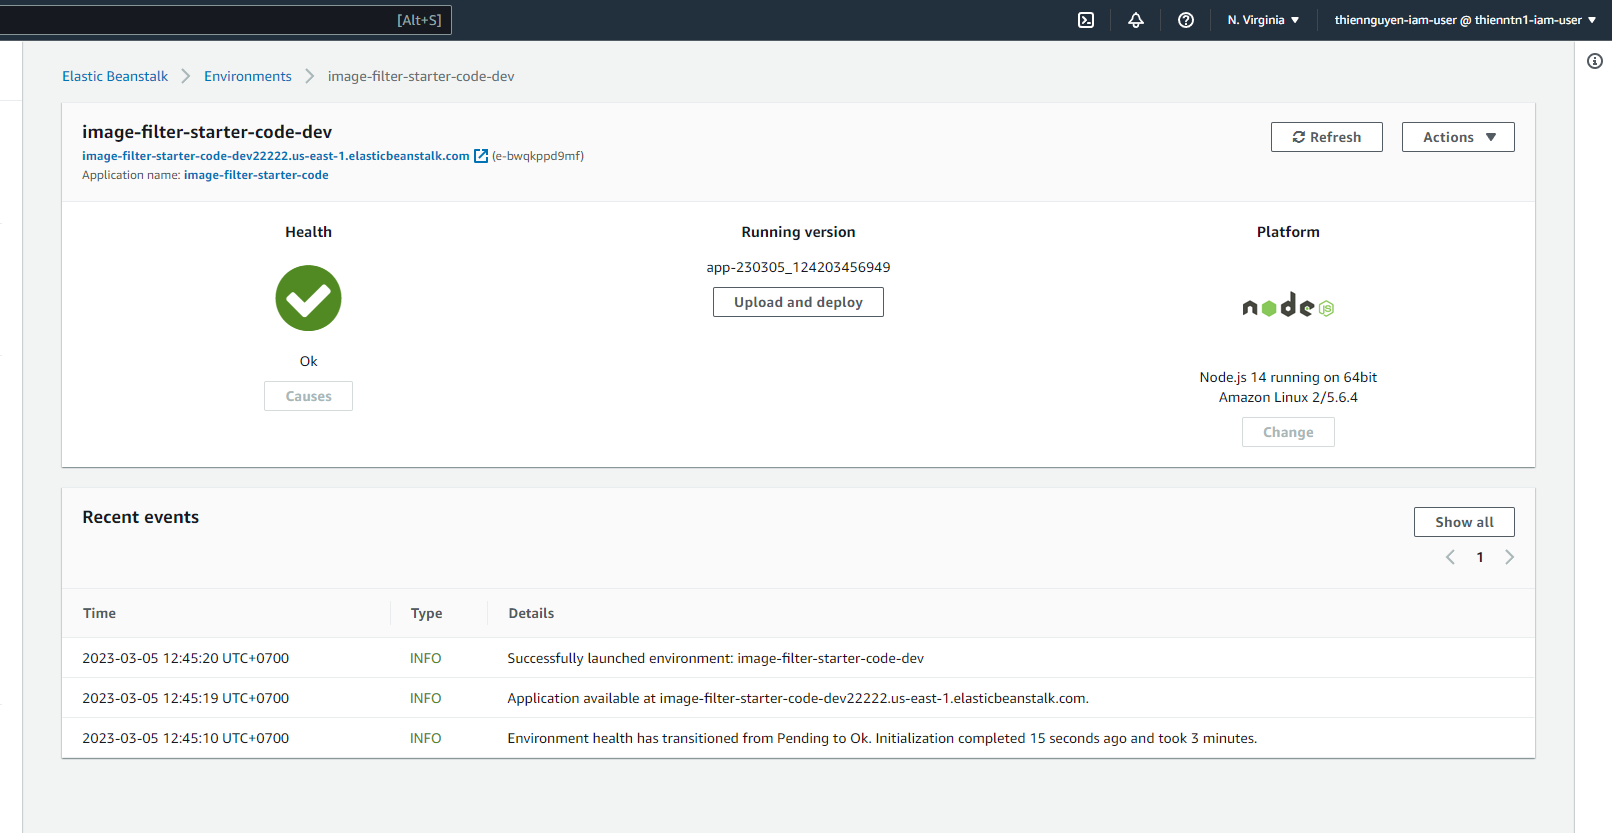 [Alt+S]
N. Virginia
thiennguyen-iam-user @ thienntn1-iam-user
Elastic Beanstalk
Environments
image-filter-starter-code-dev
image-filter-starter-code-dev
image-filter-starter-code-dev22222.us-east-1.elasticbeanstalk.com (e-bwqkppd9mf)
Application name: image-filter-starter-code
Refresh
Actions
Health
Ok
Causes
Running version
app-230305_124203456949
Upload and deploy
Platform
node JS
Node.js 14 running on 64bit
Amazon Linux 2/5.6.4
Change
Recent events
Show all
1
Time Type Details
2023-03-05 12:45:20 UTC+0700 INFO Successfully launched environment: image-filter-starter-code-dev
2023-03-05 12:45:19 UTC+0700 INFO Application available at image-filter-starter-code-dev22222.us-east-1.elasticbeanstalk.com.
2023-03-05 12:45:10 UTC+0700 INFO Environment health has transitioned from Pending to Ok. Initialization completed 15 seconds ago and took 3 minutes.